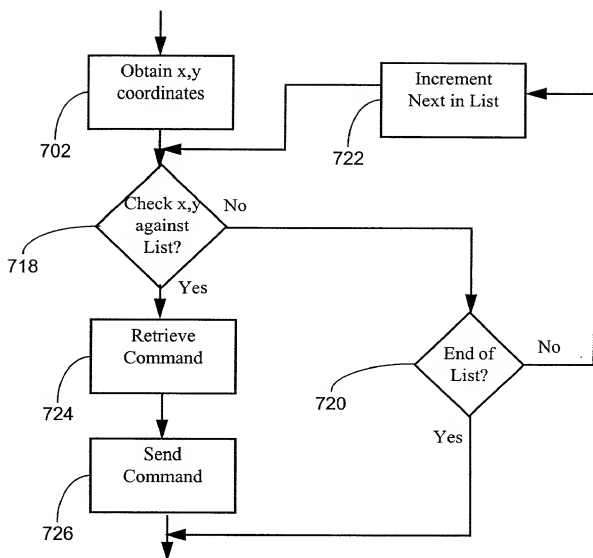 Obtain x,y
coordinates
702
Increment
Next in List
722
Check x,y
against
List?
No
718
Yes
Retrieve
Command
724
End of
List?
No
720
Yes
Send
Command
726